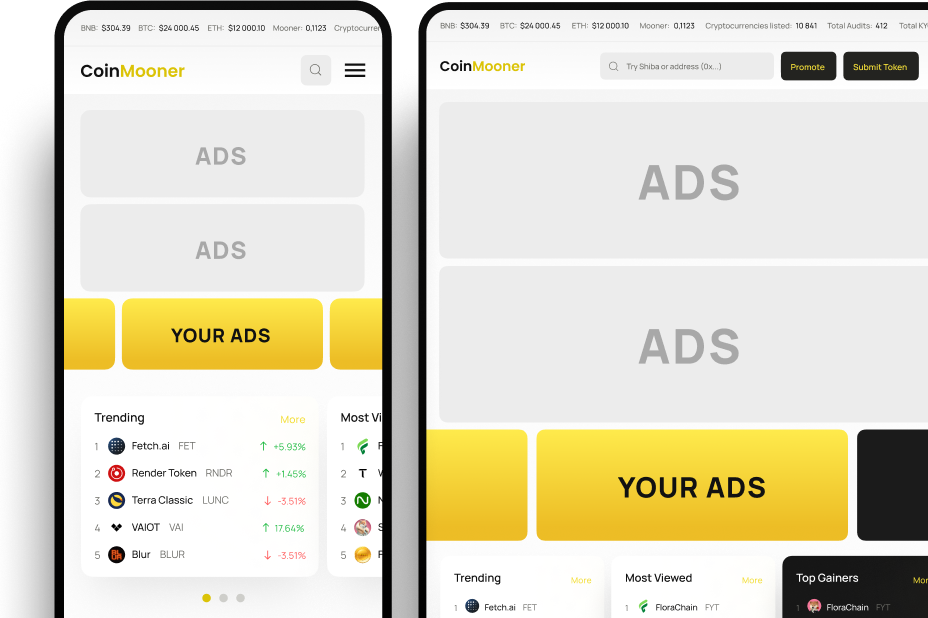 BNB: $304.39 BTC: $24 000.45 ETH: $12 000.10 Mooner: 0,1123 Cryptocurren
CoinMooner
ADS
ADS
YOUR ADS
Trending More
1 Fetch.ai FET +5.93%
2 Render Token RNDR +1.45%
3 Terra Classic LUNC -3.51%
4 VAIOT VAI 17.64%
5 Blur BLUR -3.51%
Most Vi
1 F
2 W
3 N
4 S
5 F
BNB: $304.39 BTC: $24 000.45 ETH: $12 000.10 Mooner: 0,1123 Cryptocurrencies listed: 10 841 Total Audits: 412 Total KY
CoinMooner Try Shiba or address (0x...) Promote Submit Token
ADS
ADS
YOUR ADS
Trending More
1 Fetch.ai FET
Most Viewed More
1 FloraChain FYT
Top Gainers Mor
1 FloraChain FYT